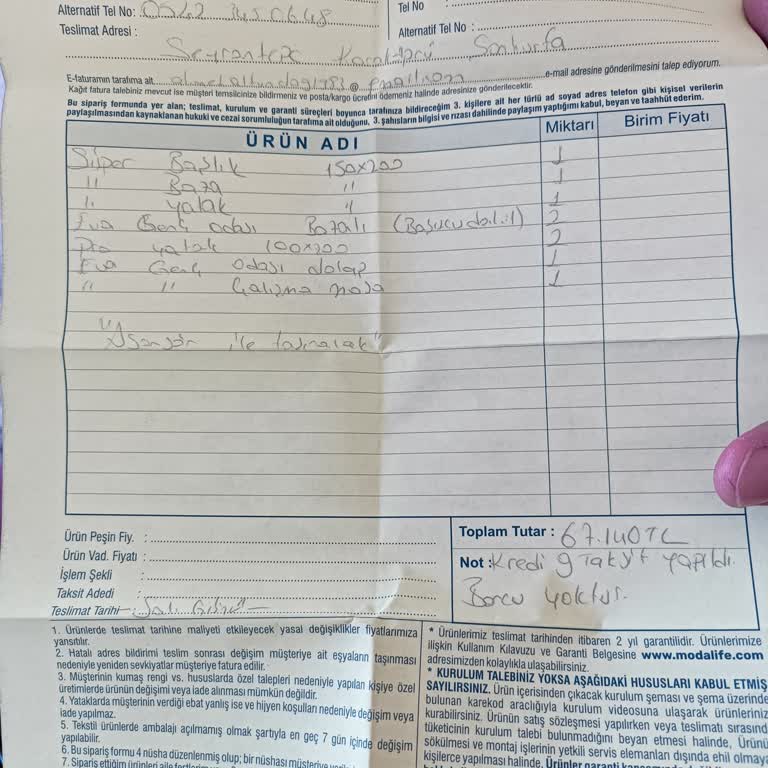 Alternatif Tel No: 0542 345 0648
Tel No :
Teslimat Adresi :
Alternatif Tel No :
Seyrantepe Karaköprü Şanlıurfa
E-faturamın tarafıma ait @ e-mail adresine gönderilmesini talep ediyorum.
Kağıt fatura talebiniz mevcut ise müşteri temsilcinize bildirmeniz ve posta/kargo ücretini ödemeniz halinde adresinize gönderilecektir.
Bu sipariş formunda yer alan; teslimat, kurulum ve garanti süreçleri boyunca tarafınıza bildireceğim 3. kişilere ait her türlü ad soyad adres telefon gibi kişisel verilerin
paylaşılmasından kaynaklanan hukuki ve cezai sorumluluğun tarafıma ait olduğunu, 3. şahısların bilgisi ve rızası dahilinde paylaşım yaptığımı kabul, beyan ve taahhüt ederim.
ÜRÜN ADI Miktarı Birim Fiyatı
Süper Başlık 150x200 1
" Baza " 1
" yatak " 1
Eva Genç odası Bazalı (Başucu dahil) 2
Pro yatak 100x200 2
Eva Genç odası dolap 1
" " Çalışma masa 1
"Asansör ile taşınacak"
Ürün Peşin Fiy. :
Ürün Vad. Fiyatı :
İşlem Şekli :
Taksit Adedi :
Teslimat Tarihi : Salı Günü
Toplam Tutar : 67.140TL
Not : Kredi 9 Taksit yapıldı.
Borcu yoktur.
1. Ürünlerde teslimat tarihine maliyeti etkileyecek yasal değişiklikler fiyatlarımıza
yansıtılır.
2. Hatalı adres bildirimi teslim sonrası değişim müşteriye ait eşyaların taşınması
nedeniyle yeniden sevkiyatlar müşteriye fatura edilir.
3. Müşterinin kumaş rengi vs. hususlarda özel talepleri nedeniyle yapılan kişiye özel
üretimlerde ürünün değişimi veya iade alınması mümkün değildir.
4. Yataklarda müşterinin verdiği ebat yanlış ise ve hijyen koşulları nedeniyle değişim veya
iade yapılmaz.
5. Tekstil ürünlerde ambalajı açılmamış olmak şartıyla en geç 7 gün içinde değişim
yapılabilir.
6. Bu sipariş formu 4 nüsha düzenlenmiş olup; bir nüshası müşteriye
7. Sipariş ettiğim ürünleri
* Ürünlerimiz teslimat tarihinden itibaren 2 yıl garantilidir. Ürünlerimize
ilişkin Kullanım Kılavuzu ve Garanti Belgesine www.modalife.com
adresimizden kolaylıkla ulaşabilirsiniz.
* KURULUM TALEBİNİZ YOKSA AŞAĞIDAKİ HUSUSLARI KABUL ETMİŞ
SAYILIRSINIZ. Ürün içerisinden çıkacak kurulum şeması ve şema üzerinde
bulunan karekod aracılığıyla kurulum videosuna ulaşarak ürünleriniz
kurabilirsiniz. Ürünün satış sözleşmesi yapılırken veya teslimatı sırasınd
tüketicinin kurulum talebi bulunmadığını beyan etmesi halinde, Ürünü
sökülmesi ve montaj işlerinin yetkili servis elemanları dışında ehil olmaya
kişilerce yapılması halinde, Ürünler garanti